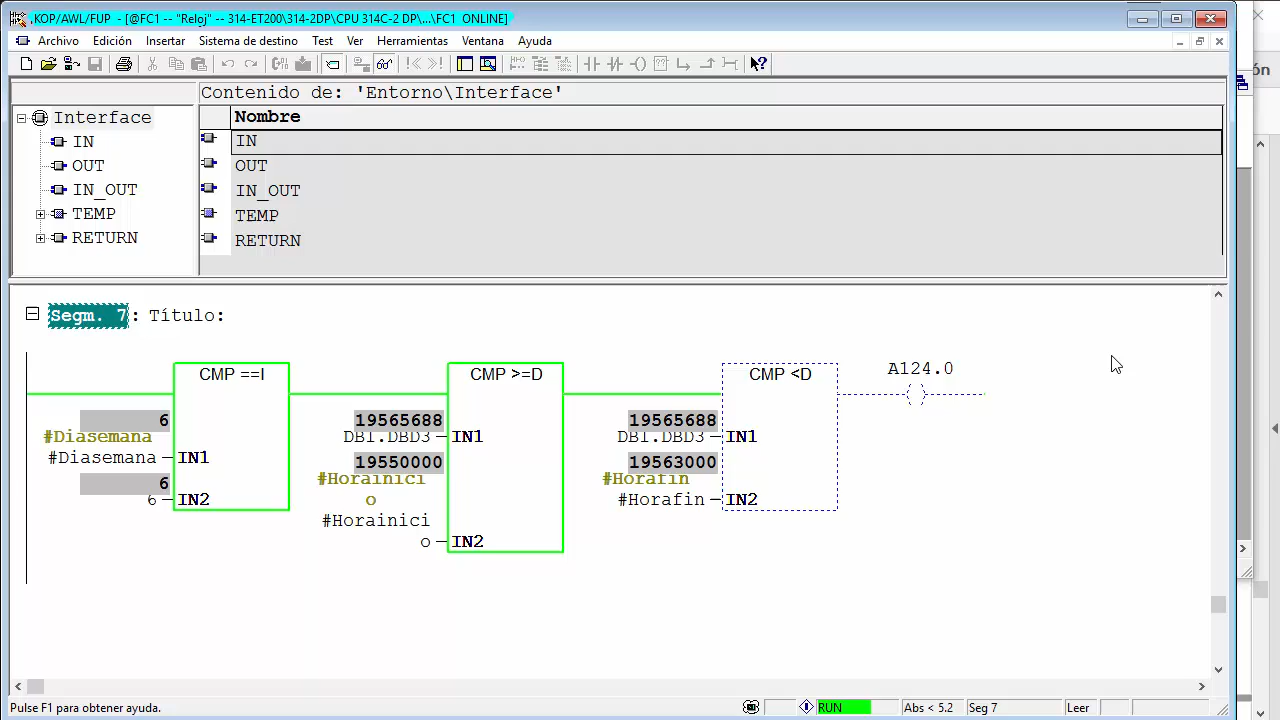 KOP/AWL/FUP - [@FC1 -- "Reloj" -- 314-ET200\314-2DP\CPU 314C-2 DP\...\FC1 ONLINE]
Archivo Edición Insertar Sistema de destino Test Ver Herramientas Ventana Ayuda
ón
Contenido de: 'Entorno\Interface'
Interface
IN
OUT
IN_OUT
TEMP
RETURN
Nombre
IN
OUT
IN_OUT
TEMP
RETURN
Segm. 7: Título:
CMP ==I
6
#Diasemana
#Diasemana IN1
6
6 IN2
CMP >=D
19565688
DB1.DBD3 IN1
19550000
#Horainici
o
#Horainici
o IN2
CMP <D
19565688
DB1.DBD3 IN1
19563000
#Horafin
#Horafin IN2
A124.0
Pulse F1 para obtener ayuda. RUN Abs < 5.2 Seg 7 Leer